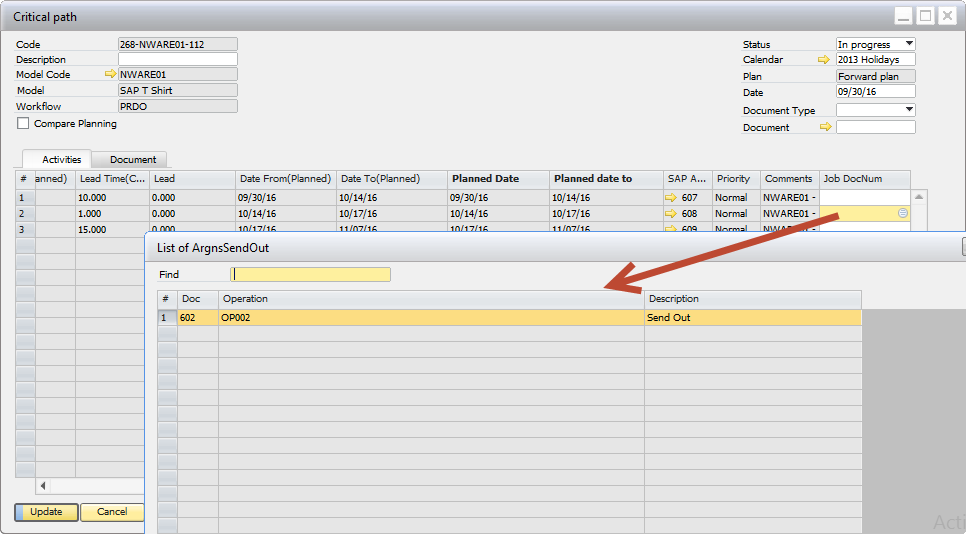 Critical path
Code 268-NWARE01-112 Status In progress
Description Calendar 2013 Holidays
Model Code NWARE01 Plan Forward plan
Model SAP T Shirt Date 09/30/16
Workflow PRDO Document Type
Compare Planning Document
Activities Document
# anned) Lead Time(C... Lead Date From(Planned) Date To(Planned) Planned Date Planned date to SAP A... Priority Comments Job DocNum
1 10.000 0.000 09/30/16 10/14/16 09/30/16 10/14/16 607 Normal NWARE01 -
2 1.000 0.000 10/14/16 10/17/16 10/14/16 10/17/16 608 Normal NWARE01 -
3 15.000 0.000 10/17/16 11/07/16 10/17/16 11/07/16 609 Normal NWARE01 -
List of ArgnsSendOut
Find
# Doc Operation Description
1 602 OP002 Send Out
Update Cancel
Acti